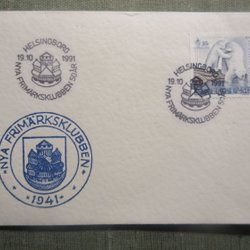 HELSINGBORG
19.10 1991
NYA FRIMÄRKSKLUBBEN 50 ÅR
HELSINGBORG
19.10 1991
NYA FRIMÄRKSKLUBBEN 50 ÅR
NYA FRIMÄRKSKLUBBEN
1941